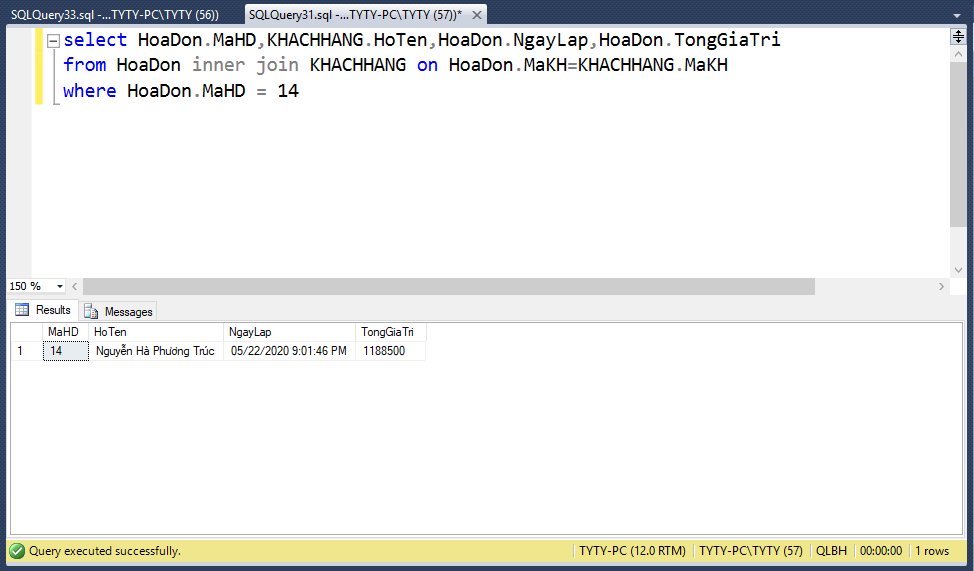 SQLQuery33.sql -...TYTY-PC\TYTY (56)) SQLQuery31.sql -...TYTY-PC\TYTY (57))*
select HoaDon.MaHD,KHACHHANG.HoTen,HoaDon.NgayLap,HoaDon.TongGiaTri
from HoaDon inner join KHACHHANG on HoaDon.MaKH=KHACHHANG.MaKH
where HoaDon.MaHD = 14
150 %
Results Messages
MaHD HoTen NgayLap TongGiaTri
1 14 Nguyễn Hà Phương Trúc 05/22/2020 9:01:46 PM 1188500
Query executed successfully. TYTY-PC (12.0 RTM) TYTY-PC\TYTY (57) QLBH 00:00:00 1 rows